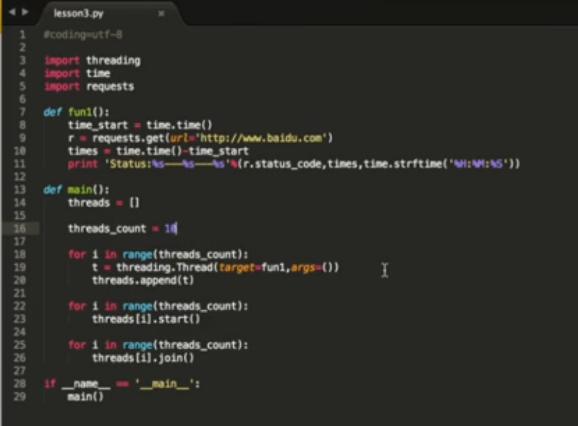 lesson3.py
1 #coding=utf-8
2
3 import threading
4 import time
5 import requests
6
7 def fun1():
8 time_start = time.time()
9 r = requests.get(url='http://www.baidu.com')
10 times = time.time()-time_start
11 print 'Status:%s——%s——%s'%(r.status_code,times,time.strftime('%H:%M:%S'))
12
13 def main():
14 threads = []
15
16 threads_count = 10
17
18 for i in range(threads_count):
19 t = threading.Thread(target=fun1,args=())
20 threads.append(t)
21
22 for i in range(threads_count):
23 threads[i].start()
24
25 for i in range(threads_count):
26 threads[i].join()
27
28 if __name__ == '__main__':
29 main()